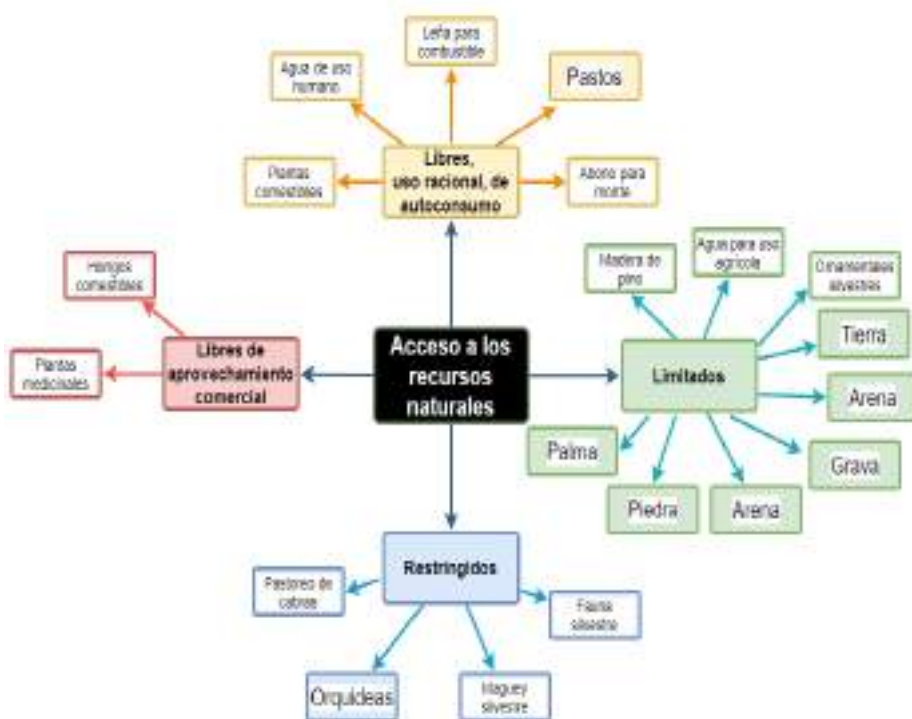 Leña para
combustible
Agua de uso
humano
Pastos
Libres,
uso racional, de
autoconsumo
Plantas
comestibles
Abono para
monte
Hongos
comestibles
Plantas
medicinales
Libres de
aprovechamiento
comercial
Acceso a los
recursos
naturales
Madera de
pino
Agua para uso
agrícola
Ornamentales
silvestres
Tierra
Limitados
Arena
Palma
Grava
Piedra
Arena
Restringidos
Pastoreo de
cabras
Fauna
silvestre
Orquídeas
Maguey
silvestre